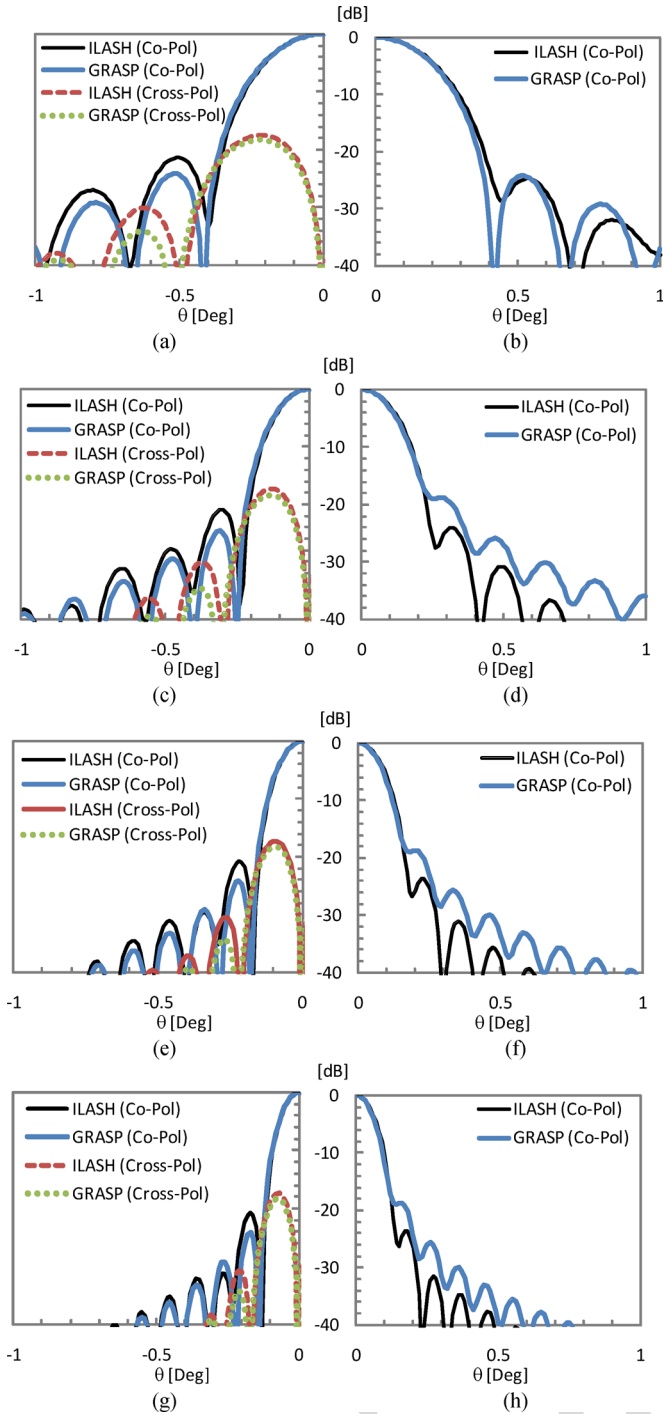 [dB]
ILASH (Co-Pol)
GRASP (Co-Pol)
ILASH (Cross-Pol)
GRASP (Cross-Pol)
0
-10
-20
-30
-40
ILASH (Co-Pol)
GRASP (Co-Pol)
-1
-0.5
0
0
0.5
1
θ [Deg]
θ [Deg]
(a)
(b)
[dB]
ILASH (Co-Pol)
GRASP (Co-Pol)
ILASH (Cross-Pol)
GRASP (Cross-Pol)
0
-10
-20
-30
-40
ILASH (Co-Pol)
GRASP (Co-Pol)
-1
-0.5
0
0
0.5
1
θ [Deg]
θ [Deg]
(c)
(d)
[dB]
ILASH (Co-Pol)
GRASP (Co-Pol)
ILASH (Cross-Pol)
GRASP (Cross-Pol)
0
-10
-20
-30
-40
ILASH (Co-Pol)
GRASP (Co-Pol)
-1
-0.5
0
0
0.5
1
θ [Deg]
θ [Deg]
(e)
(f)
[dB]
ILASH (Co-Pol)
GRASP (Co-Pol)
ILASH (Cross-Pol)
GRASP (Cross-Pol)
0
-10
-20
-30
-40
ILASH (Co-Pol)
GRASP (Co-Pol)
-1
-0.5
0
0
0.5
1
θ [Deg]
θ [Deg]
(g)
(h)